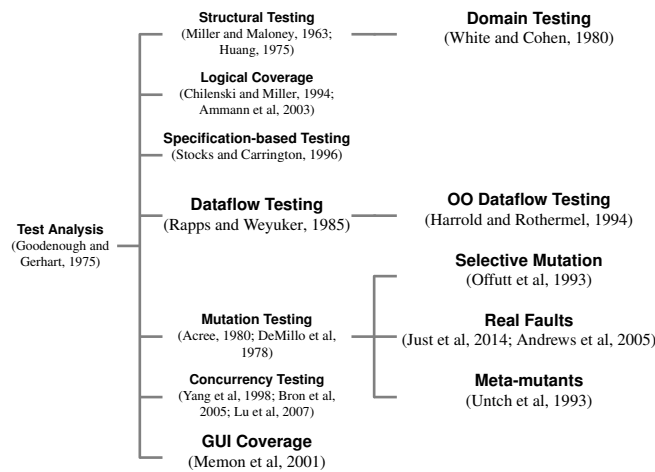 Structural Testing
(Miller and Maloney, 1963;
Huang, 1975)
Domain Testing
(White and Cohen, 1980)
Logical Coverage
(Chilenski and Miller, 1994;
Ammann et al, 2003)
Specification-based Testing
(Stocks and Carrington, 1996)
Dataflow Testing
(Rapps and Weyuker, 1985)
OO Dataflow Testing
(Harrold and Rothermel, 1994)
Test Analysis
(Goodenough and
Gerhart, 1975)
Selective Mutation
(Offutt et al, 1993)
Mutation Testing
(Acree, 1980; DeMillo et al,
1978)
Real Faults
(Just et al, 2014; Andrews et al, 2005)
Meta-mutants
(Untch et al, 1993)
Concurrency Testing
(Yang et al, 1998; Bron et al,
2005; Lu et al, 2007)
GUI Coverage
(Memon et al, 2001)